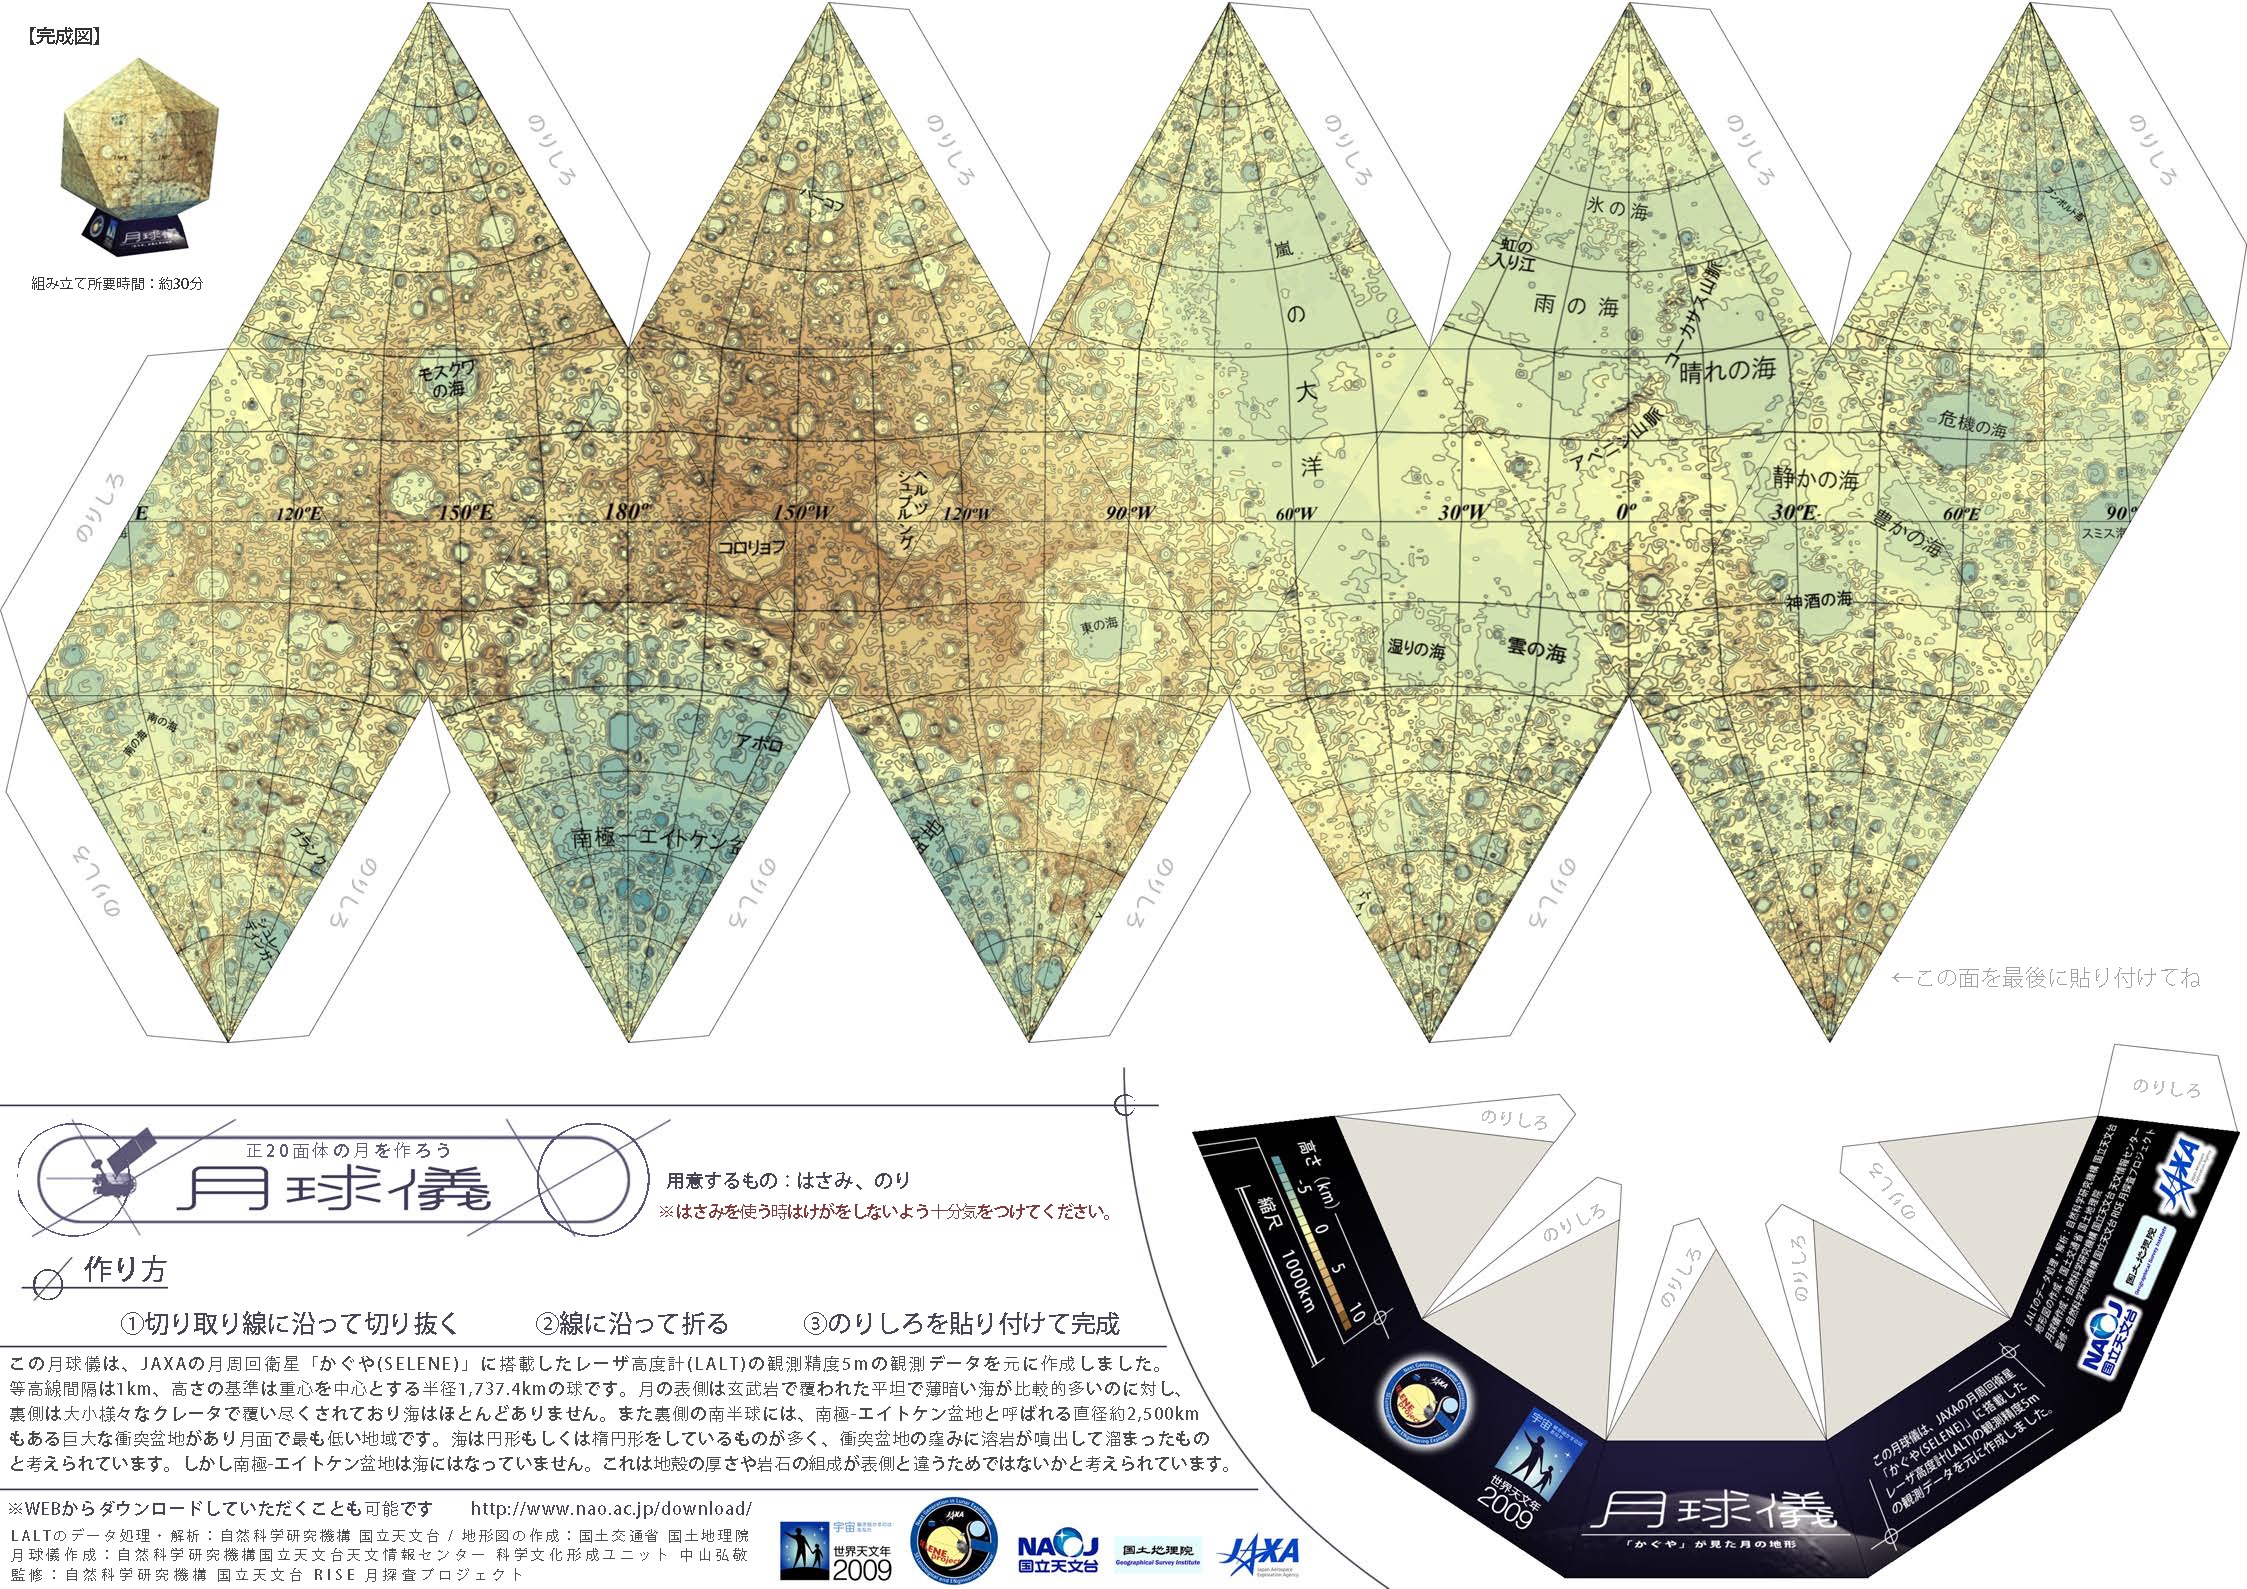 【完成図】
組み立て所要時間：約30分
のりしろ
のりしろ
のりしろ
のりしろ
のりしろ
のりしろ
モスクワ
の海
バーコフ
嵐の大洋
氷の海
虹の
入り江
雨の海
コーカサス山脈
晴れの海
アペニン山脈
フンボルト海
危機の海
静かの海
豊かの海
E
120°E
150°E
180°
150°W
120°W
90°W
60°W
30°W
0°
30°E
60°E
90°
海
コロリョフ
ヘルツ
シュプルング
スミス海
神酒の海
東の海
湿りの海
雲の海
南の海
南の海
アポロ
プランク
南極ーエイトケン盆
地
シュレー
ディンガー
のりしろ
のりしろ
のりしろ
のりしろ
のりしろ
←この面を最後に貼り付けてね
正20面体の月を作ろう
月球儀
用意するもの：はさみ、のり
※はさみを使う時はけがをしないよう十分気をつけてください。
作り方
①切り取り線に沿って切り抜く　②線に沿って折る　③のりしろを貼り付けて完成
この月球儀は、JAXAの月周回衛星「かぐや(SELENE)」に搭載したレーザ高度計(LALT)の観測精度5mの観測データを元に作成しました。
等高線間隔は1km、高さの基準は重心を中心とする半径1,737.4kmの球です。月の表側は玄武岩で覆われた平坦で薄暗い海が比較的多いのに対し、
裏側は大小様々なクレータで覆い尽くされており海はほとんどありません。また裏側の南半球には、南極-エイトケン盆地と呼ばれる直径約2,500km
もある巨大な衝突盆地があり月面で最も低い地域です。海は円形もしくは楕円形をしているものが多く、衝突盆地の窪みに溶岩が噴出して溜まったもの
と考えられています。しかし南極-エイトケン盆地は海にはなっていません。これは地殻の厚さや岩石の組成が表側と違うためではないかと考えられています。
※WEBからダウンロードしていただくことも可能です　http://www.nao.ac.jp/download/
LALTのデータ処理・解析：自然科学研究機構 国立天文台 / 地形図の作成：国土交通省 国土地理院
月球儀作成：自然科学研究機構国立天文台天文情報センター 科学文化形成ユニット 中山弘敬
監修：自然科学研究機構 国立天文台 RISE 月探査プロジェクト
宇宙
世界天文年
2009
JAXA
SELENE
project
NAOJ
国立天文台
国土地理院
Geographical Survey Institute
JAXA
Japan Aerospace
Exploration Agency
のりしろ
のりしろ
のりしろ
のりしろ
のりしろ
のりしろ
高さ (km)
-5 0 5 10
縮尺 1000km
SELENE
project
宇宙
世界天文年
2009
月球儀
「かぐや」が見た月の地形
この月球儀は、JAXAの月周回衛星
「かぐや(SELENE)」に搭載した
レーザ高度計(LALT)の観測精度5m
の観測データを元に作成しました。
LALTのデータ処理・解析：自然科学研究機構 国立天文台
地形図の作成：国土交通省 国土地理院
月球儀作成：自然科学研究機構 国立天文台 天文情報センター
監修：自然科学研究機構 国立天文台 RISE 月探査プロジェクト
JAXA
国土地理院
Geographical Survey Institute
NAOJ
国立天文台